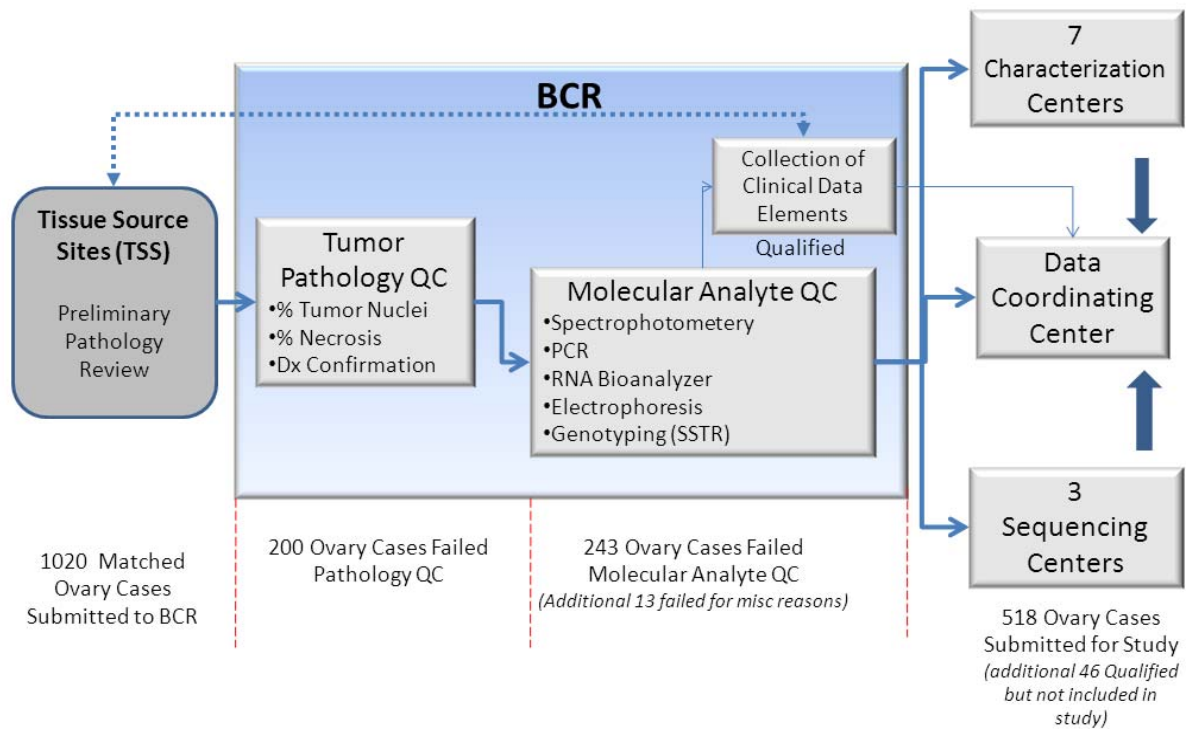 BCR
Tissue Source
Sites (TSS)
Preliminary
Pathology
Review
Tumor
Pathology QC
•% Tumor Nuclei
•% Necrosis
•Dx Confirmation
Collection of
Clinical Data
Elements
Qualified
Molecular Analyte QC
•Spectrophotometery
•PCR
•RNA Bioanalyzer
•Electrophoresis
•Genotyping (SSTR)
7
Characterization
Centers
Data
Coordinating
Center
3
Sequencing
Centers
1020 Matched
Ovary Cases
Submitted to BCR
200 Ovary Cases Failed
Pathology QC
243 Ovary Cases Failed
Molecular Analyte QC
(Additional 13 failed for misc reasons)
518 Ovary Cases
Submitted for Study
(additional 46 Qualified
but not included in
study)